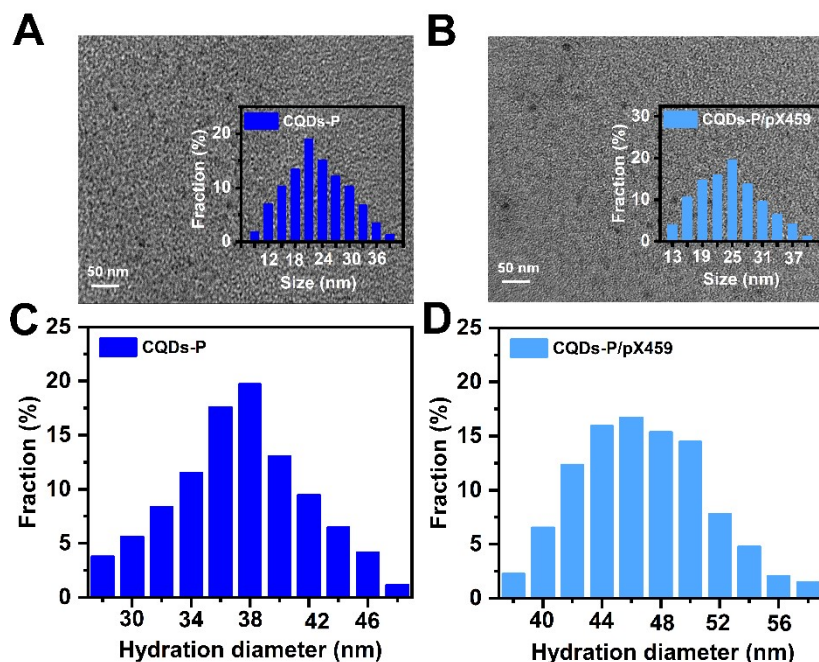 A
CQDs-P
Fraction (%)
20
10
0
12 18 24 30 36
Size (nm)
50 nm
B
CQDs-P/pX459
Fraction (%)
30
20
10
0
13 19 25 31 37
Size (nm)
50 nm
C
CQDs-P
Fraction (%)
25
20
15
10
5
0
30 34 38 42 46
Hydration diameter (nm)
D
CQDs-P/pX459
Fraction (%)
25
20
15
10
5
0
40 44 48 52 56
Hydration diameter (nm)